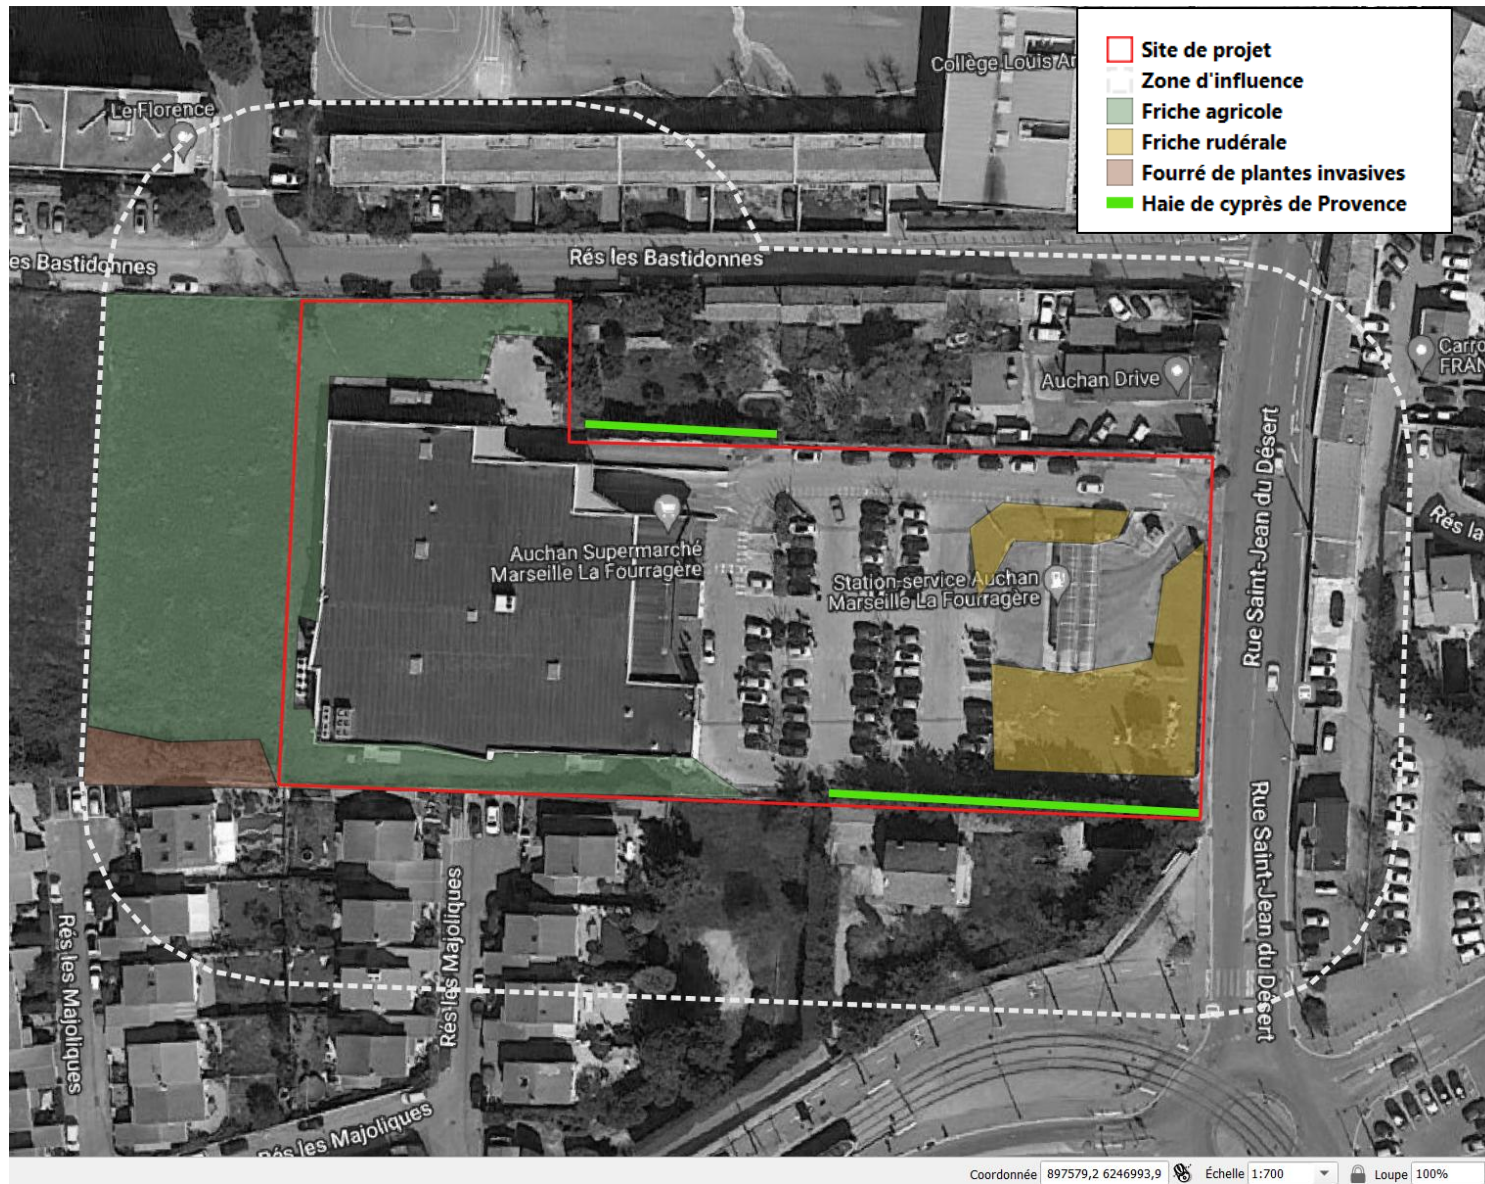 Site de projet
Zone d'influence
Friche agricole
Friche rudérale
Fourré de plantes invasives
Haie de cyprès de Provence
Collège Louis Ar
Le Florence
es Bastidonnes
Rés les Bastidonnes
Carro
FRAN
Auchan Drive
Rue Saint-Jean du Désert
Rés la
Auchan Supermarché
Marseille La Fourragère
Station-service Auchan
Marseille La Fourragère
Rue Saint-Jean du Désert
Rés les Majoliques
Rés les Majoliques
Rés les Majoliques
Coordonnée 897579,2 6246993,9 Échelle 1:700 Loupe 100%